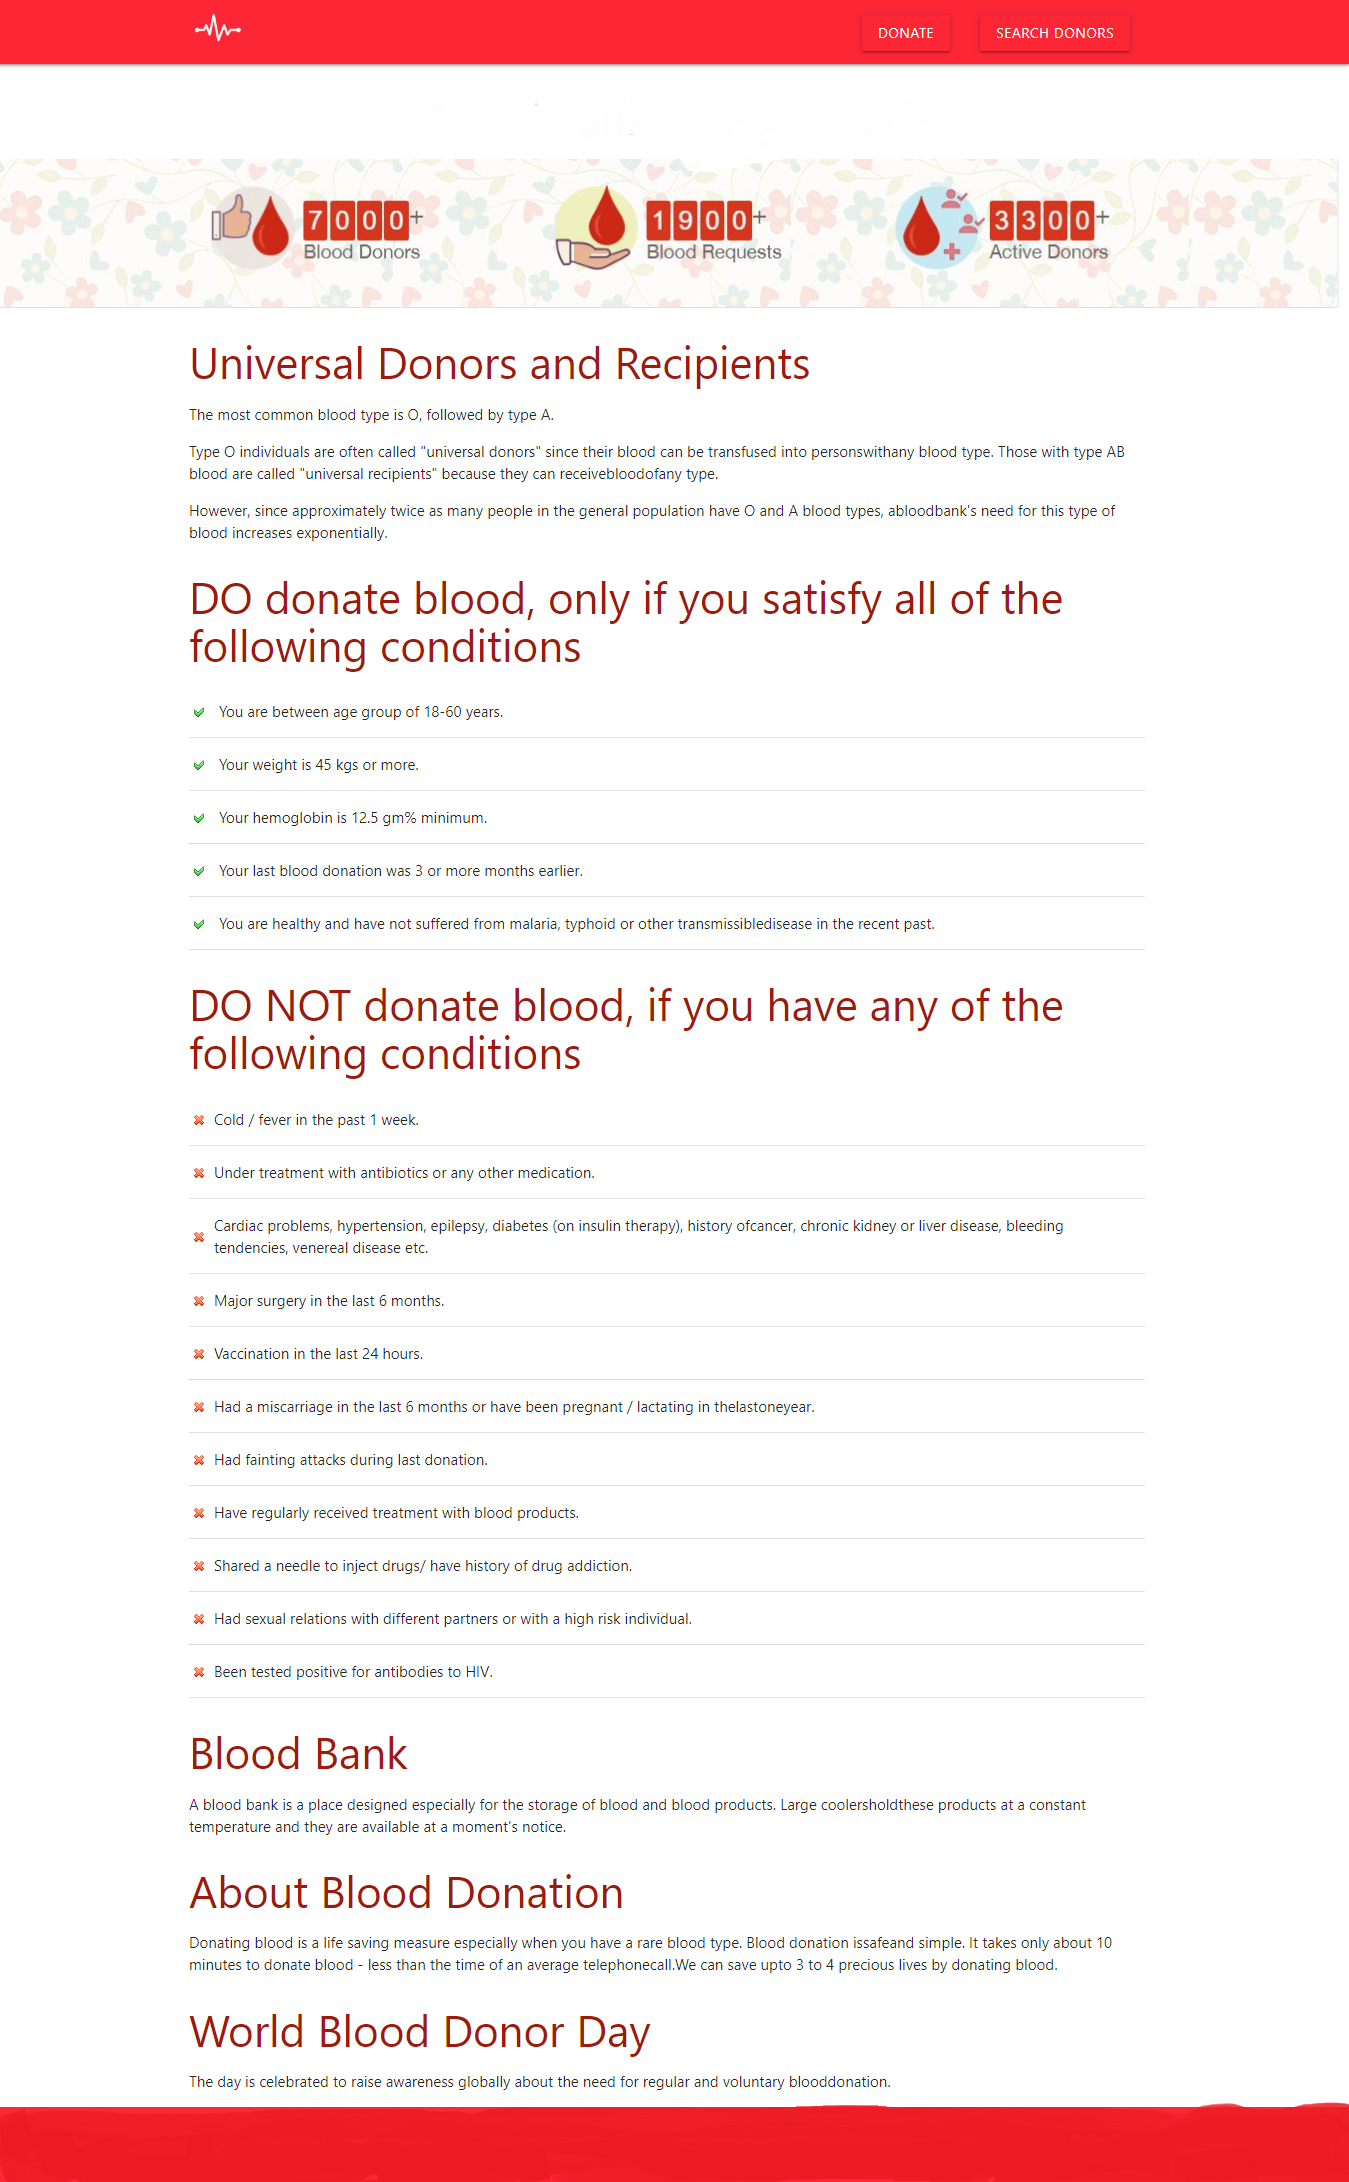 DONATE SEARCH DONORS
7000+ 1900+ 3300+
Blood Donors Blood Requests Active Donors
Universal Donors and Recipients
The most common blood type is O, followed by type A.
Type O individuals are often called "universal donors" since their blood can be transfused into personswithany blood type. Those with type AB
blood are called "universal recipients" because they can receivebloodofany type.
However, since approximately twice as many people in the general population have O and A blood types, abloodbank's need for this type of
blood increases exponentially.
DO donate blood, only if you satisfy all of the
following conditions
You are between age group of 18-60 years.
Your weight is 45 kgs or more.
Your hemoglobin is 12.5 gm% minimum.
Your last blood donation was 3 or more months earlier.
You are healthy and have not suffered from malaria, typhoid or other transmissibledisease in the recent past.
DO NOT donate blood, if you have any of the
following conditions
Cold / fever in the past 1 week.
Under treatment with antibiotics or any other medication.
Cardiac problems, hypertension, epilepsy, diabetes (on insulin therapy), history ofcancer, chronic kidney or liver disease, bleeding
tendencies, venereal disease etc.
Major surgery in the last 6 months.
Vaccination in the last 24 hours.
Had a miscarriage in the last 6 months or have been pregnant / lactating in thelastoneyear.
Had fainting attacks during last donation.
Have regularly received treatment with blood products.
Shared a needle to inject drugs/ have history of drug addiction.
Had sexual relations with different partners or with a high risk individual.
Been tested positive for antibodies to HIV.
Blood Bank
A blood bank is a place designed especially for the storage of blood and blood products. Large coolersholdthese products at a constant
temperature and they are available at a moment's notice.
About Blood Donation
Donating blood is a life saving measure especially when you have a rare blood type. Blood donation issafeand simple. It takes only about 10
minutes to donate blood - less than the time of an average telephonecall.We can save upto 3 to 4 precious lives by donating blood.
World Blood Donor Day
The day is celebrated to raise awareness globally about the need for regular and voluntary blooddonation.